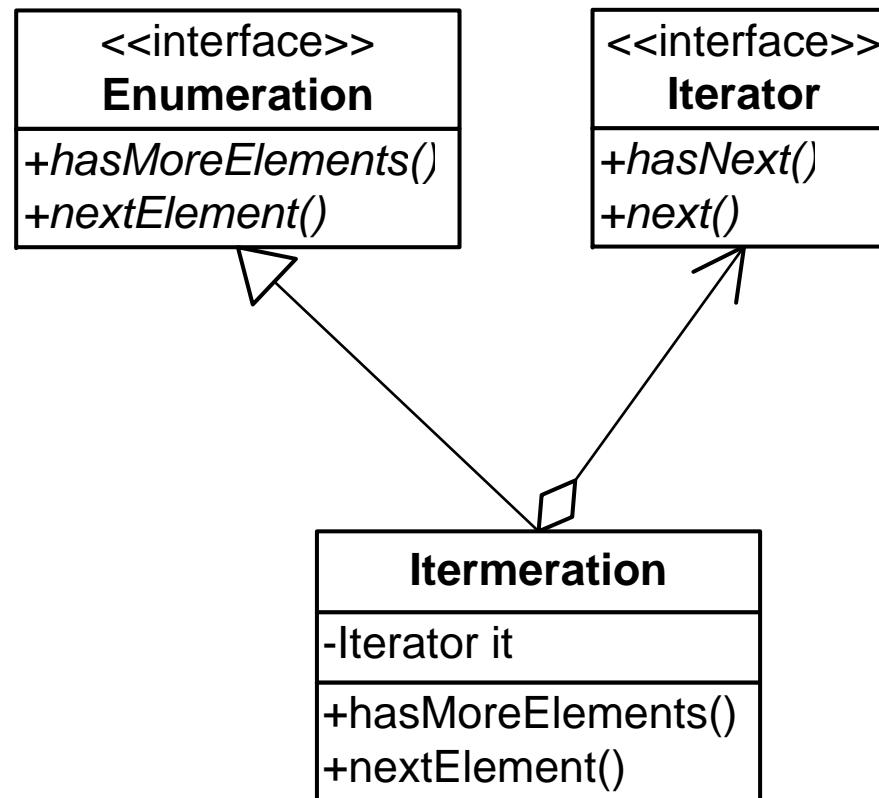 <<interface>>
Enumeration
+hasMoreElements()
+nextElement()
<<interface>>
Iterator
+hasNext()
+next()
Itermeration
-Iterator it
+hasMoreElements()
+nextElement()